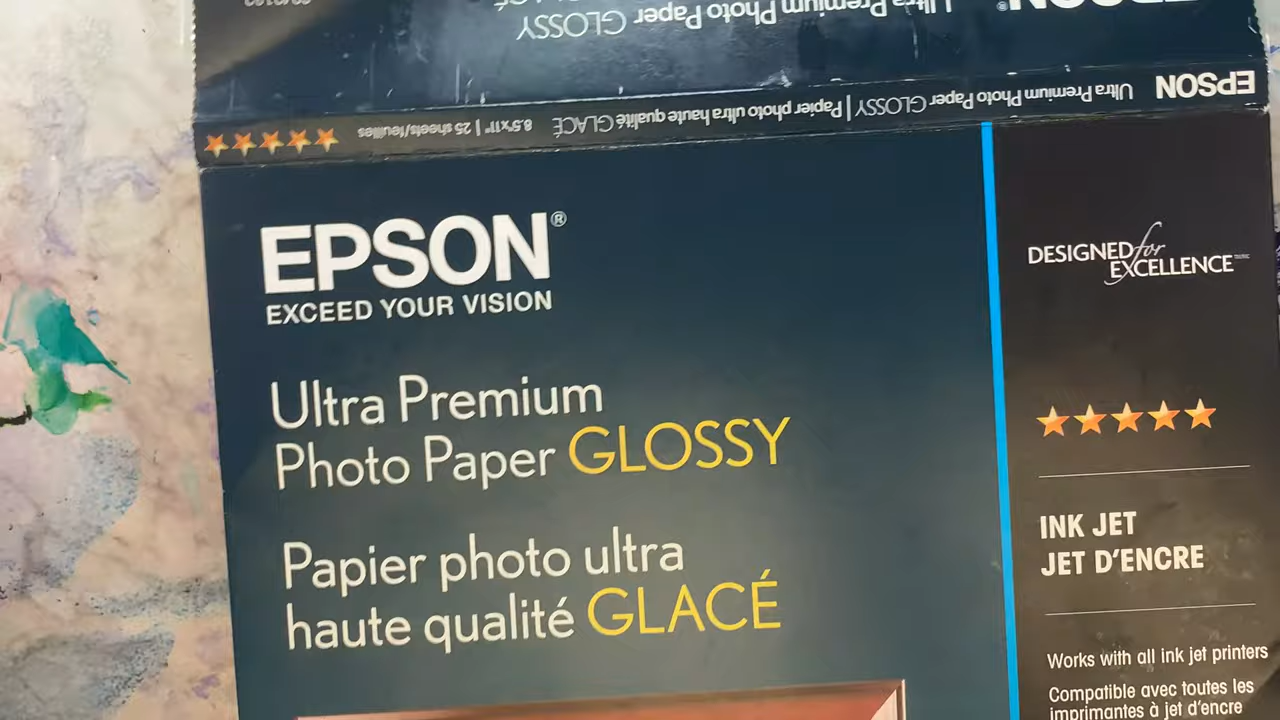 Ultra Premium Photo Paper GLOSSY
EPSON®
EPSON Ultra Premium Photo Paper GLOSSY | Papier photo ultra haute qualité GLACÉ 8.5"x11" | 25 sheets/feuilles
EPSON®
EXCEED YOUR VISION
Ultra Premium
Photo Paper GLOSSY
Papier photo ultra
haute qualité GLACÉ
DESIGNED for
EXCELLENCE
INK JET
JET D'ENCRE
Works with all ink jet printers
Compatible avec toutes les
imprimantes à jet d'encre